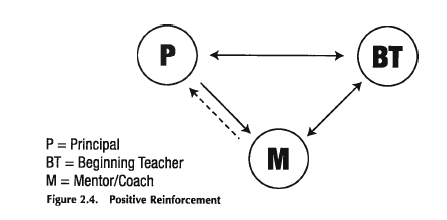 P
BT
M
P = Principal
BT = Beginning Teacher
M = Mentor/Coach
Figure 2.4. Positive Reinforcement